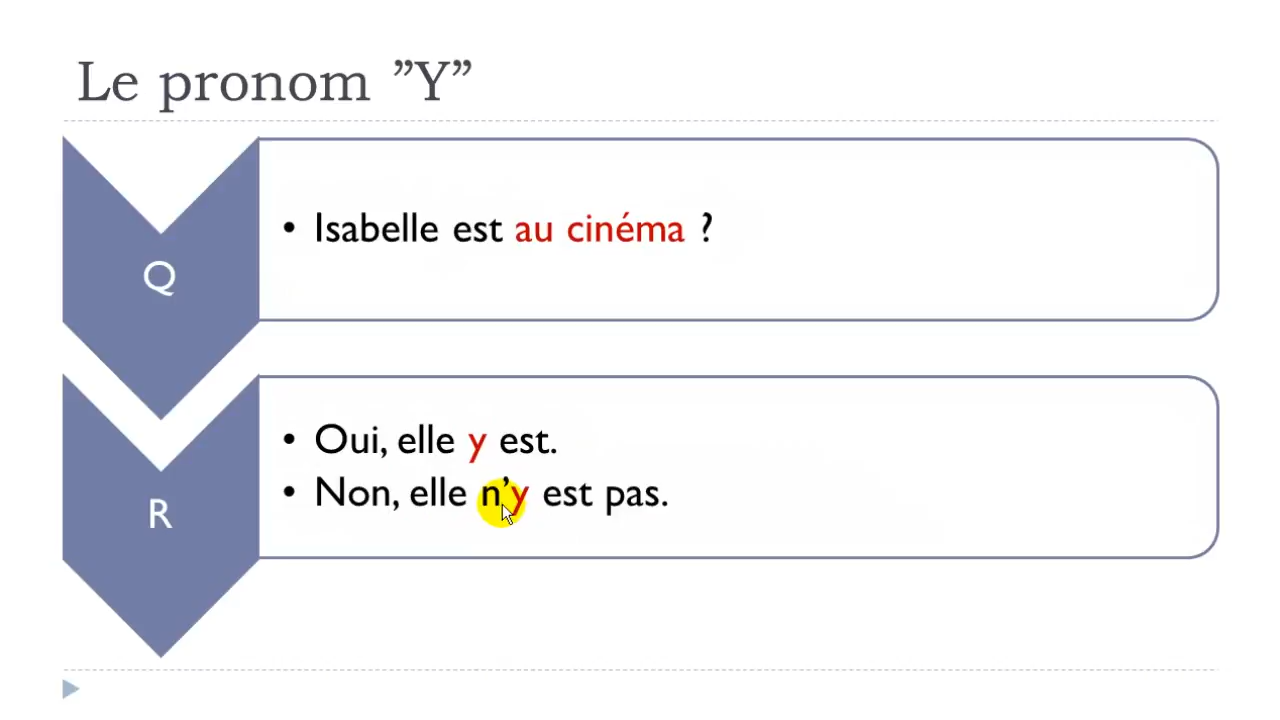 Le pronom ”Y”
Q
• Isabelle est au cinéma ?
R
• Oui, elle y est.
• Non, elle n’y est pas.